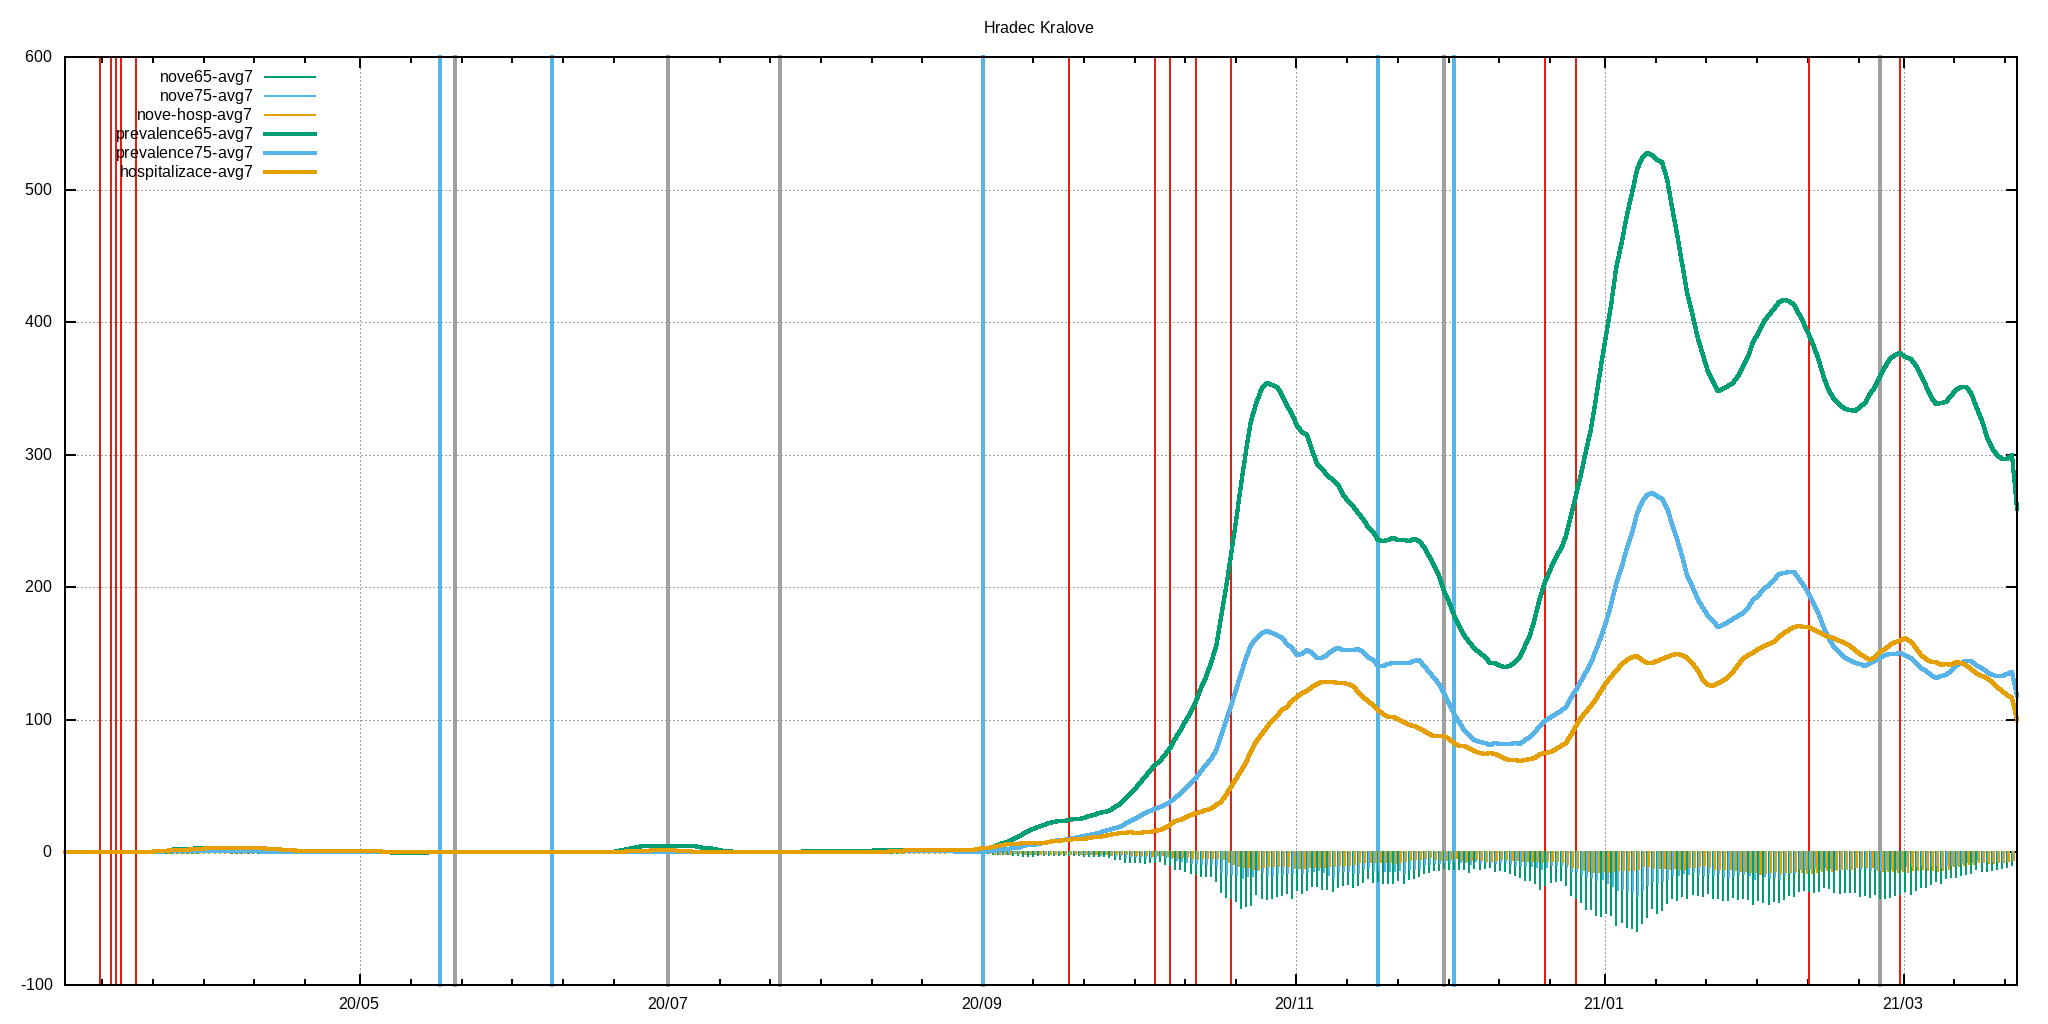 Hradec Kralove
600
500
400
300
200
100
0
-100
nove65-avg7
nove75-avg7
nove-hosp-avg7
prevalence65-avg7
prevalence75-avg7
hospitalizace-avg7
20/05
20/07
20/09
20/11
21/01
21/03